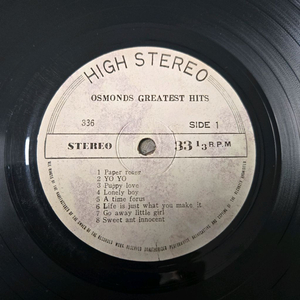 HIGH STEREO
OSMONDS GREATEST HITS
336
SIDE 1
STEREO
33 1/3 R.P.M
1 Paper roses
2 YO YO
3 Puppy love
4 Lonely boy
5 A time forus
6 Life is just what you make it
7 Go away little girl
8 Sweet ant innocent